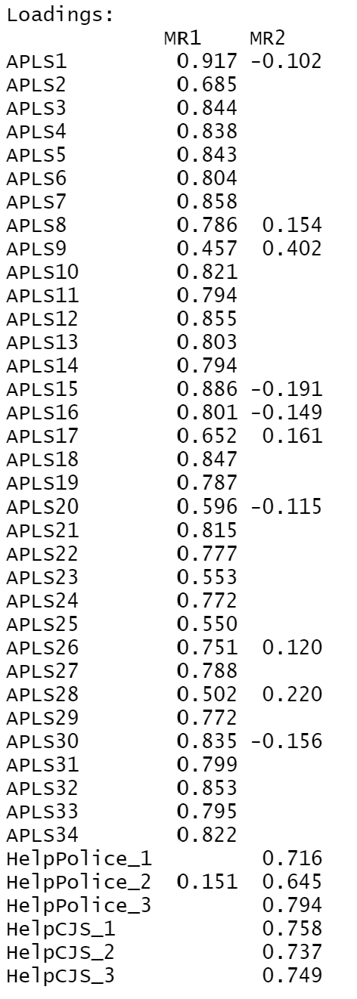 Loadings:
              MR1    MR2
APLS1          0.917 -0.102
APLS2          0.685
APLS3          0.844
APLS4          0.838
APLS5          0.843
APLS6          0.804
APLS7          0.858
APLS8          0.786  0.154
APLS9          0.457  0.402
APLS10         0.821
APLS11         0.794
APLS12         0.855
APLS13         0.803
APLS14         0.794
APLS15         0.886 -0.191
APLS16         0.801 -0.149
APLS17         0.652  0.161
APLS18         0.847
APLS19         0.787
APLS20         0.596 -0.115
APLS21         0.815
APLS22         0.777
APLS23         0.553
APLS24         0.772
APLS25         0.550
APLS26         0.751  0.120
APLS27         0.788
APLS28         0.502  0.220
APLS29         0.772
APLS30         0.835 -0.156
APLS31         0.799
APLS32         0.853
APLS33         0.795
APLS34         0.822
HelpPolice_1          0.716
HelpPolice_2   0.151  0.645
HelpPolice_3          0.794
HelpCJS_1             0.758
HelpCJS_2             0.737
HelpCJS_3             0.749